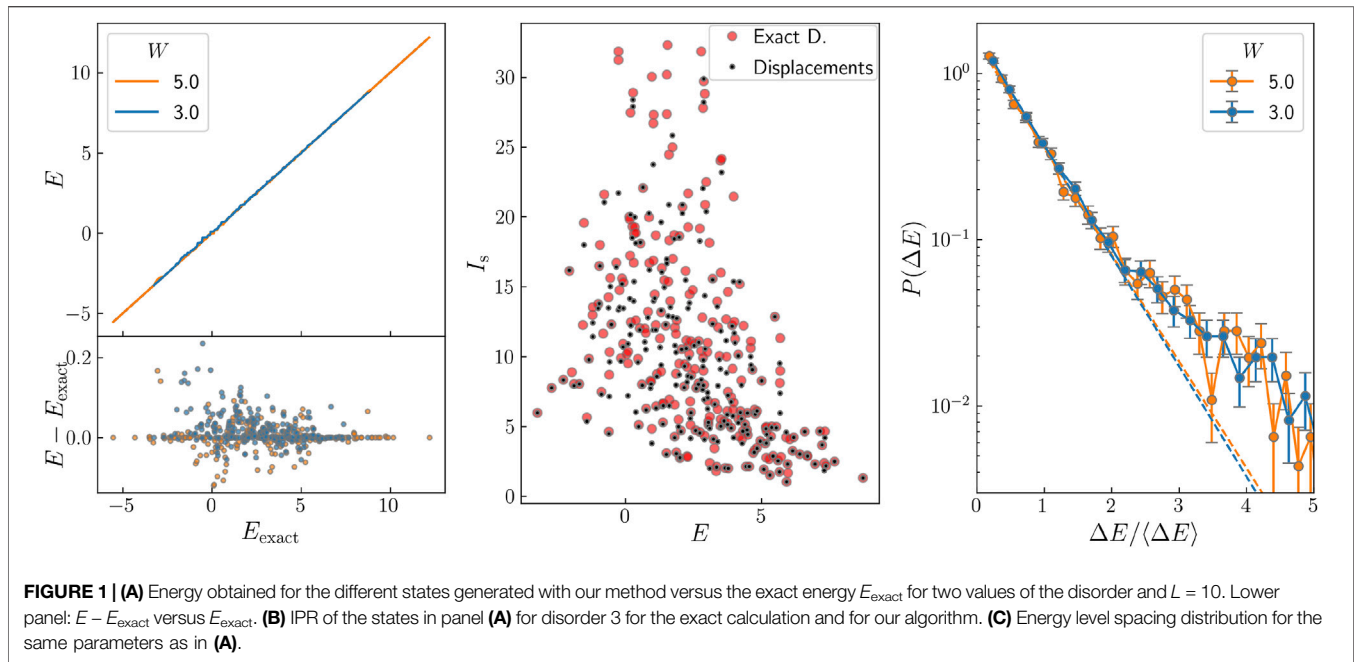 W
5.0
3.0
10
5
0
−5
E
0.2
0.0
E − E_exact
−5
0
5
10
E_exact
Exact D.
Displacements
30
25
20
15
10
5
0
I_s
0
5
E
W
5.0
3.0
10^0
10^−1
10^−2
P(ΔE)
0
1
2
3
4
5
ΔE/⟨ΔE⟩
FIGURE 1 | (A) Energy obtained for the different states generated with our method versus the exact energy E_exact for two values of the disorder and L = 10. Lower
panel: E – E_exact versus E_exact. (B) IPR of the states in panel (A) for disorder 3 for the exact calculation and for our algorithm. (C) Energy level spacing distribution for the
same parameters as in (A).